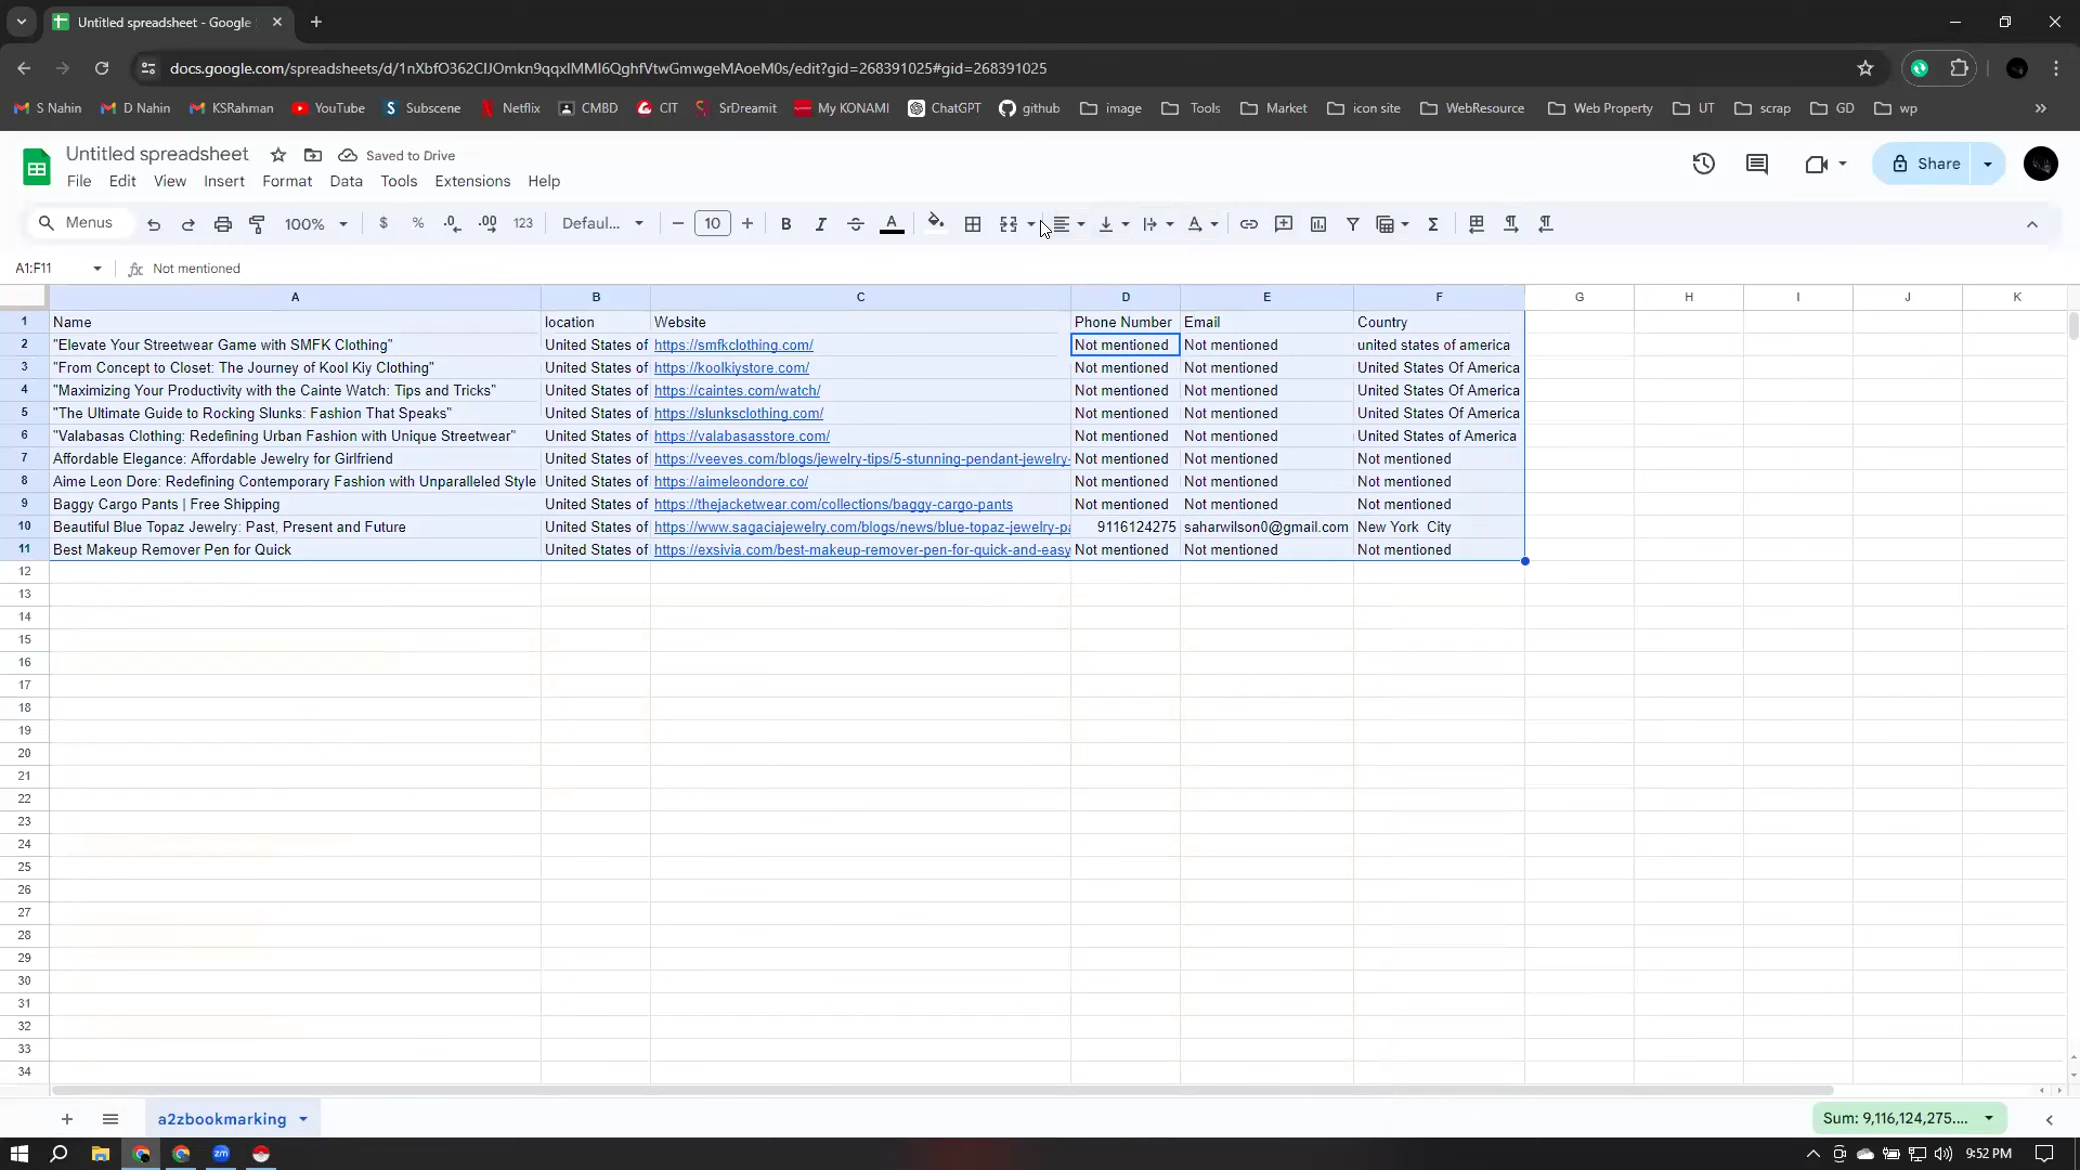 Untitled spreadsheet - Google
docs.google.com/spreadsheets/d/1nXbfO362ClJOmkn9qqxlMMl6QghfVtwGmwgeMAoeM0s/edit?gid=268391025#gid=268391025
S Nahin D Nahin KSRahman YouTube Subscene Netflix CMBD CIT SrDreamit My KONAMI ChatGPT github image Tools Market icon site WebResource Web Property UT scrap GD wp »
Untitled spreadsheet Saved to Drive
Share
File Edit View Insert Format Data Tools Extensions Help
Menus 100% $ % .0 .00 123 Defaul... 10 B I S A Σ
A1:F11 fx Not mentioned
A B C D E F G H I J K
1 Name location Website Phone Number Email Country
2 "Elevate Your Streetwear Game with SMFK Clothing" United States of https://smfkclothing.com/ Not mentioned Not mentioned united states of america
3 "From Concept to Closet: The Journey of Kool Kiy Clothing" United States of https://koolkiystore.com/ Not mentioned Not mentioned United States Of America
4 "Maximizing Your Productivity with the Cainte Watch: Tips and Tricks" United States of https://caintes.com/watch/ Not mentioned Not mentioned United States Of America
5 "The Ultimate Guide to Rocking Slunks: Fashion That Speaks" United States of https://slunksclothing.com/ Not mentioned Not mentioned United States Of America
6 "Valabasas Clothing: Redefining Urban Fashion with Unique Streetwear" United States of https://valabasasstore.com/ Not mentioned Not mentioned United States of America
7 Affordable Elegance: Affordable Jewelry for Girlfriend United States of https://veeves.com/blogs/jewelry-tips/5-stunning-pendant-jewelry- Not mentioned Not mentioned Not mentioned
8 Aime Leon Dore: Redefining Contemporary Fashion with Unparalleled Style United States of https://aimeleondore.co/ Not mentioned Not mentioned Not mentioned
9 Baggy Cargo Pants | Free Shipping United States of https://thejacketwear.com/collections/baggy-cargo-pants Not mentioned Not mentioned Not mentioned
10 Beautiful Blue Topaz Jewelry: Past, Present and Future United States of https://www.sagaciajewelry.com/blogs/news/blue-topaz-jewelry-pa 9116124275 saharwilson0@gmail.com New York City
11 Best Makeup Remover Pen for Quick United States of https://exsivia.com/best-makeup-remover-pen-for-quick-and-easy Not mentioned Not mentioned Not mentioned
12
13
14
15
16
17
18
19
20
21
22
23
24
25
26
27
28
29
30
31
32
33
34
a2zbookmarking Sum: 9,116,124,275....
zm 9:52 PM